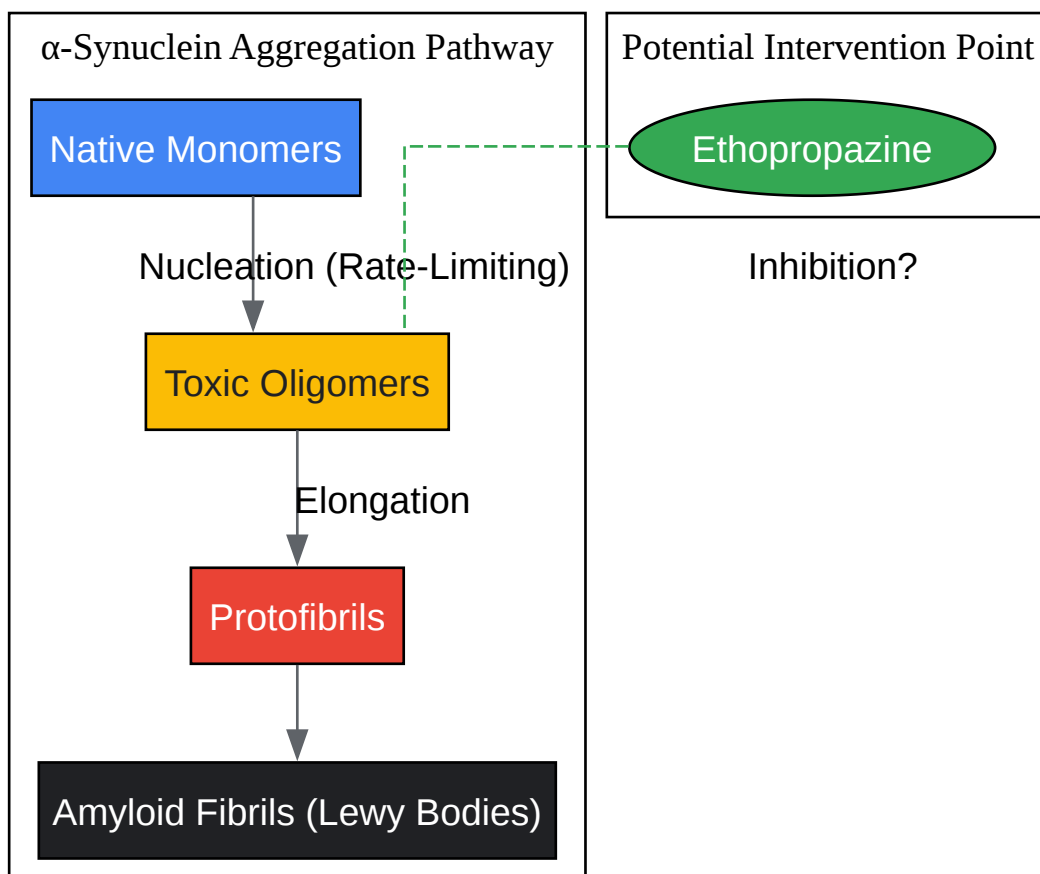 α-Synuclein Aggregation Pathway
Potential Intervention Point
Native Monomers
Ethopropazine
Nucleation (Rate-Limiting)
Inhibition?
Toxic Oligomers
Elongation
Protofibrils
Amyloid Fibrils (Lewy Bodies)